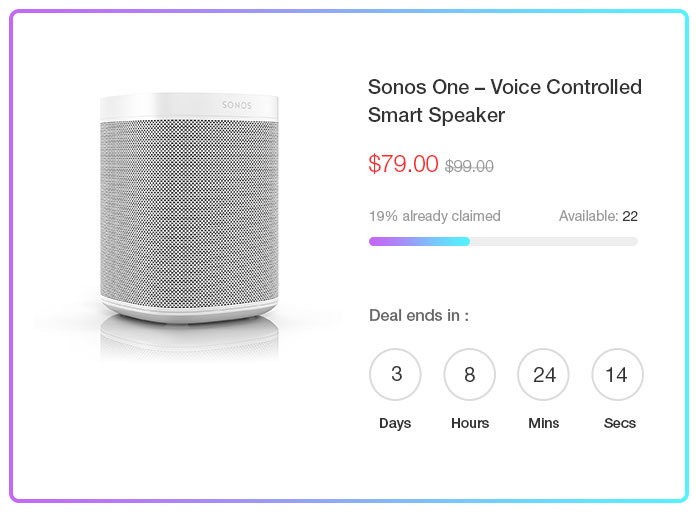 SONOS
Sonos One – Voice Controlled
Smart Speaker
$79.00 $99.00
19% already claimed Available: 22
Deal ends in :
3 8 24 14
Days Hours Mins Secs